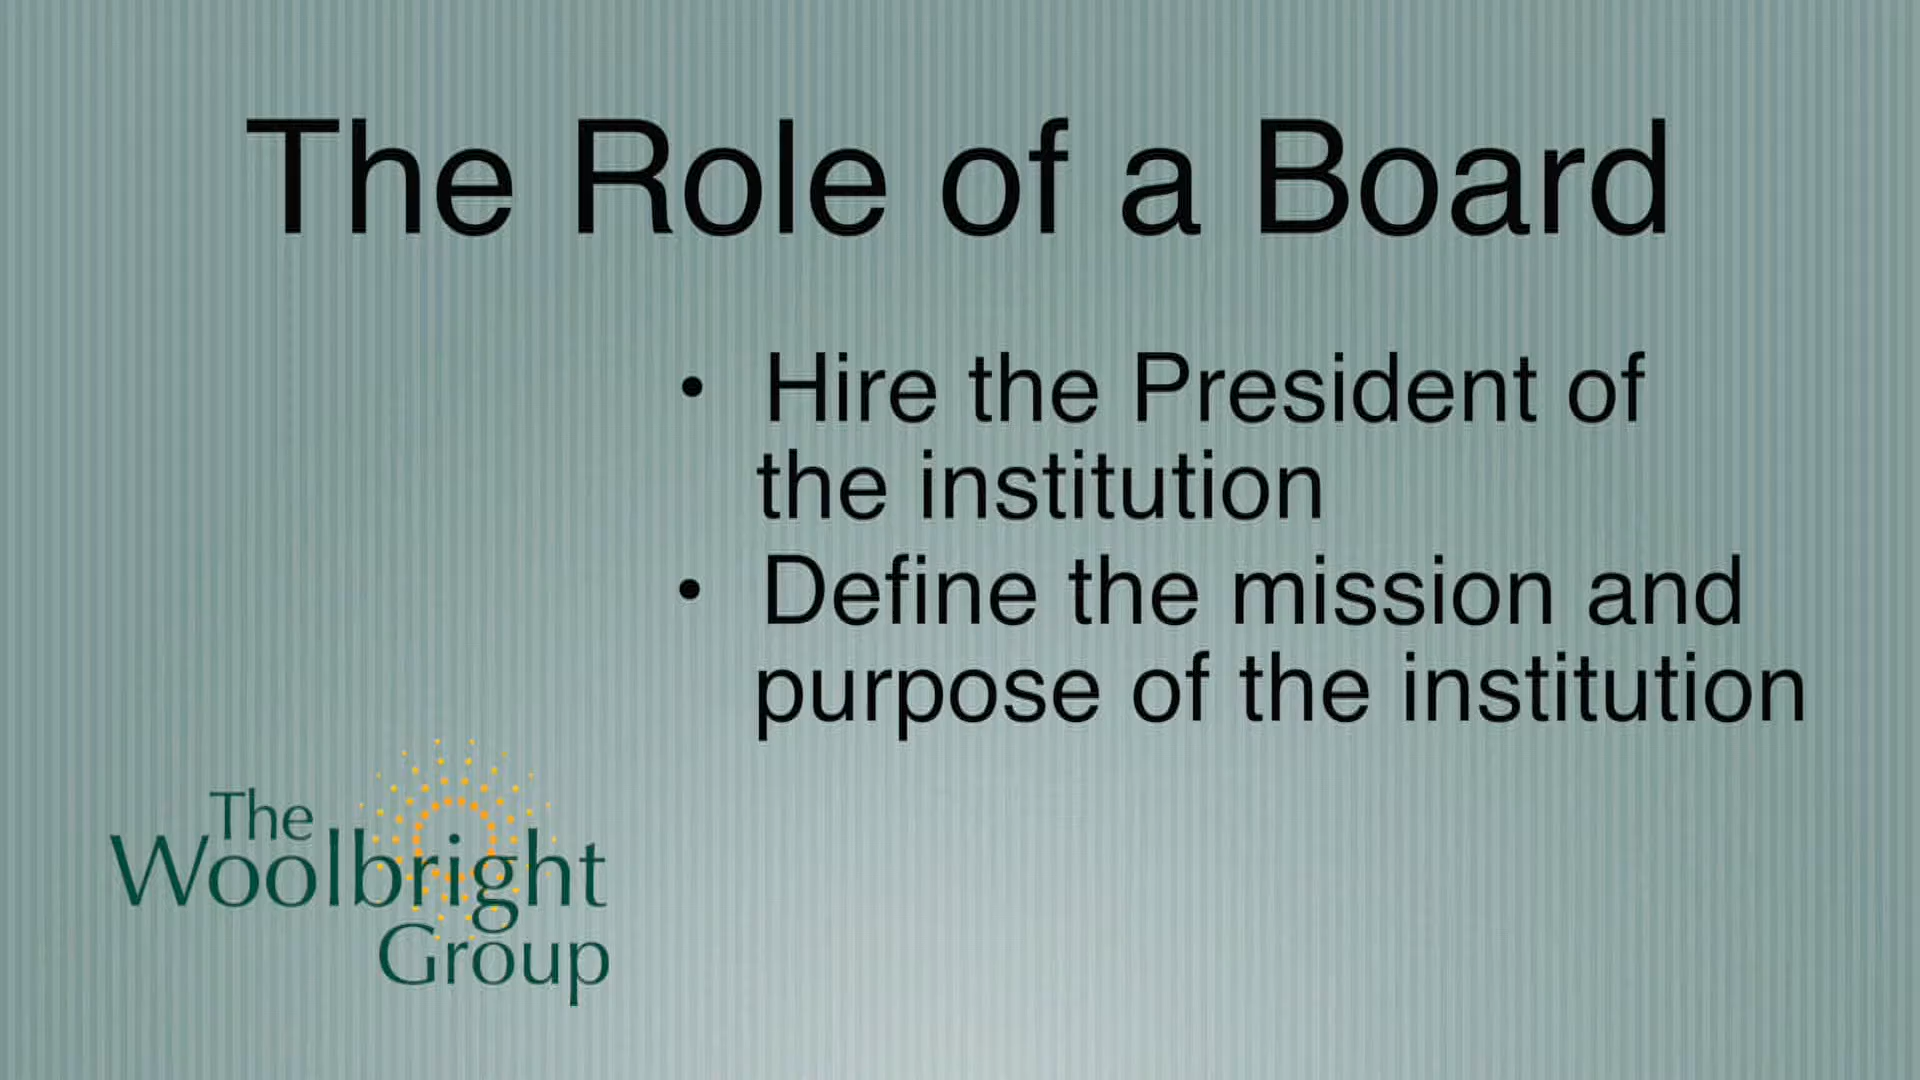 The Role of a Board
• Hire the President of
the institution
• Define the mission and
purpose of the institution
The
Woolbright
Group